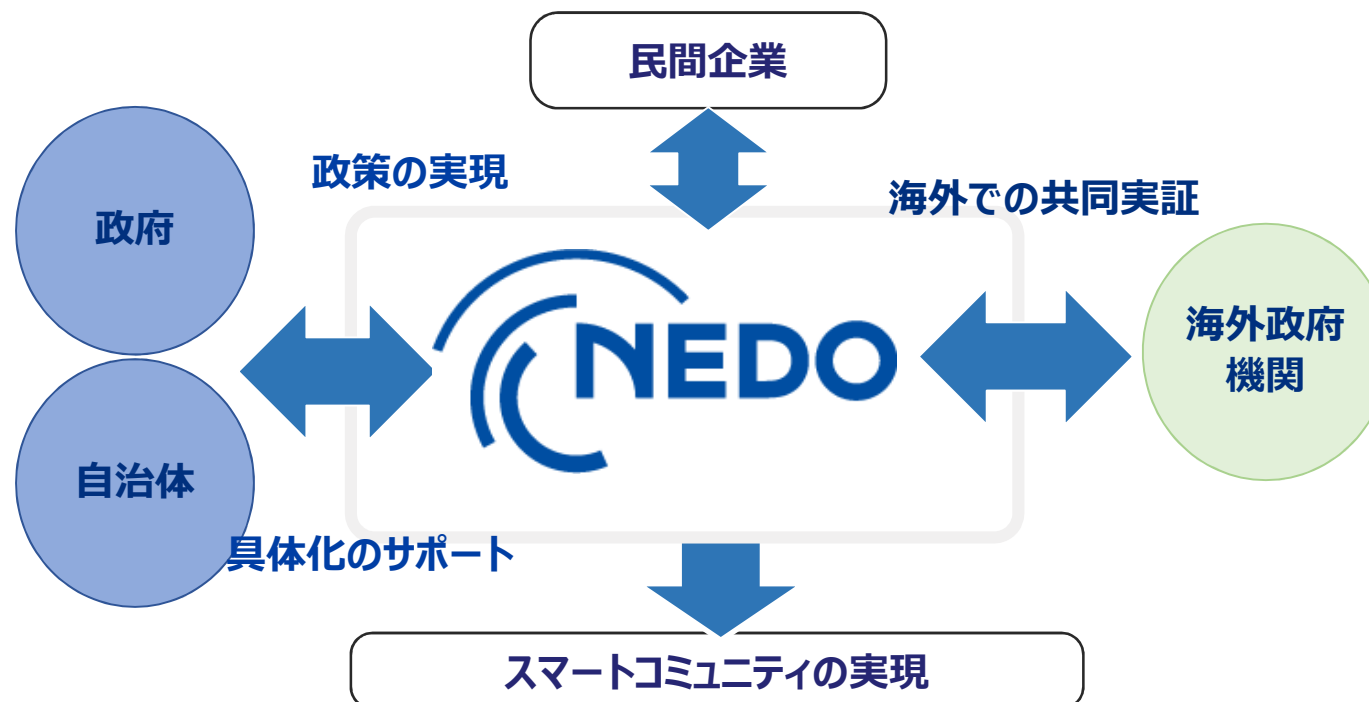 民間企業
政策の実現
海外での共同実証
政府
NEDO
海外政府
機関
自治体
具体化のサポート
スマートコミュニティの実現